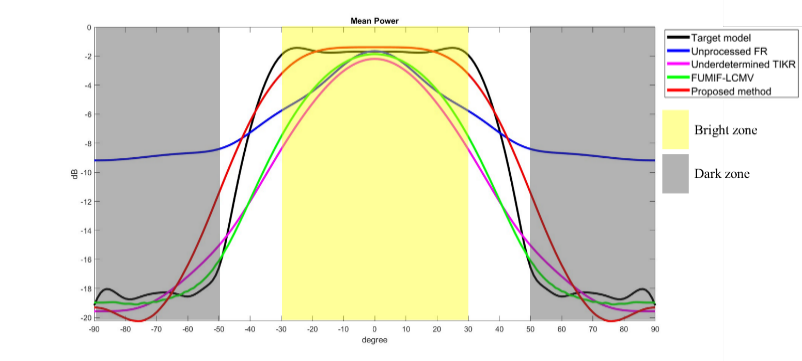 Mean Power
0
-2
-4
-6
-8
-10
-12
-14
-16
-18
-20
dB
-90 -80 -70 -60 -50 -40 -30 -20 -10 0 10 20 30 40 50 60 70 80 90
degree
Target model
Unprocessed FR
Underdetermined TIKR
FUMIF-LCMV
Proposed method
Bright zone
Dark zone